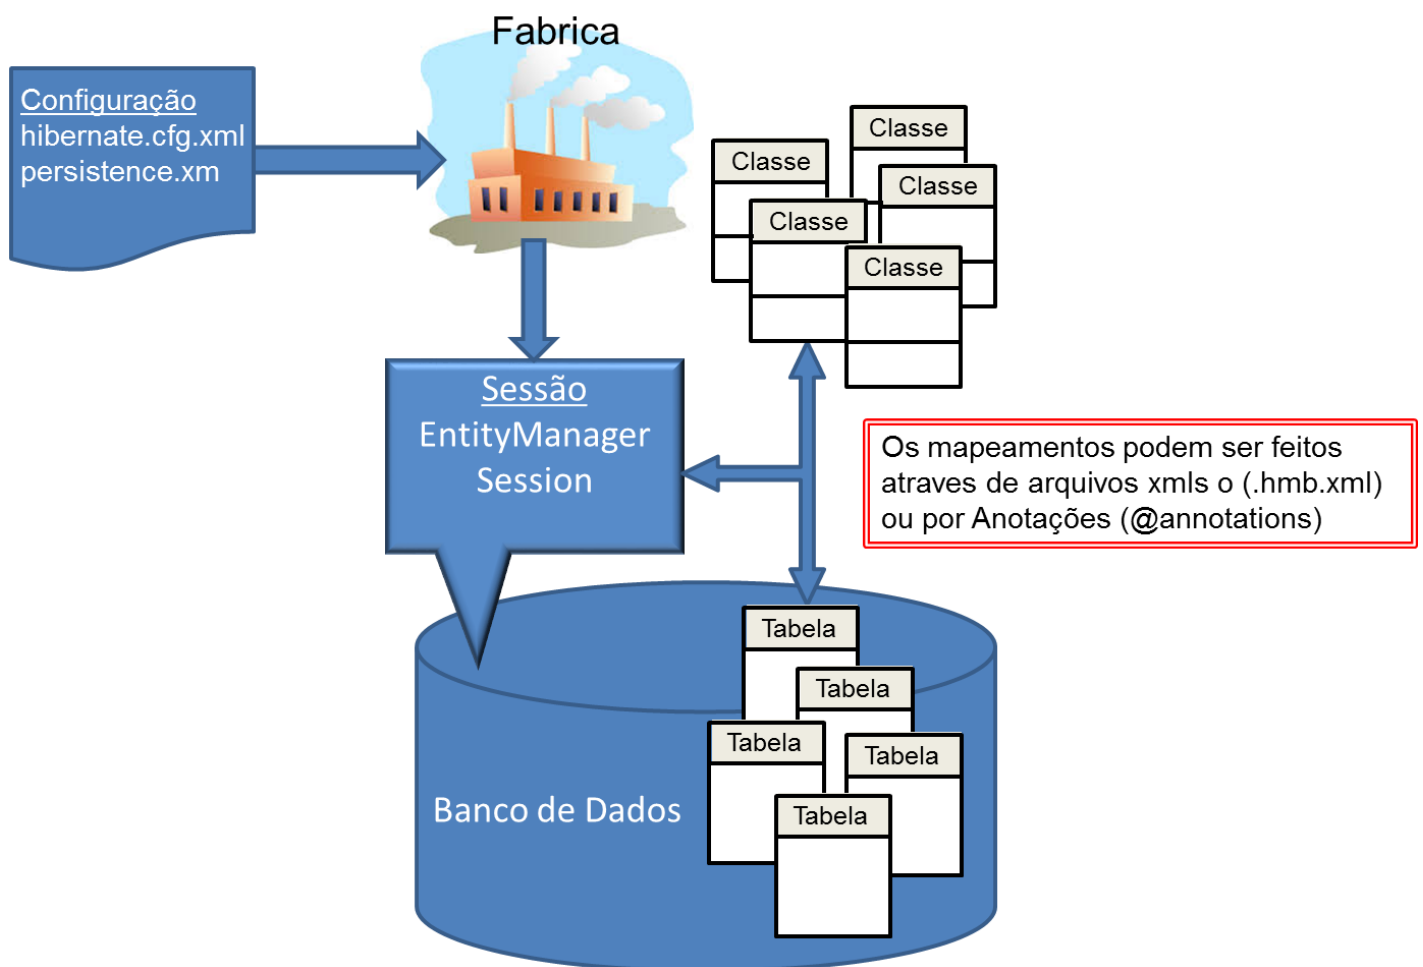 Fabrica
Configuração
hibernate.cfg.xml
persistence.xm
Classe
Classe
Classe
Classe
Classe
Sessão
EntityManager
Session
Os mapeamentos podem ser feitos
atraves de arquivos xmls o (.hmb.xml)
ou por Anotações (@annotations)
Tabela
Tabela
Tabela
Tabela
Tabela
Banco de Dados